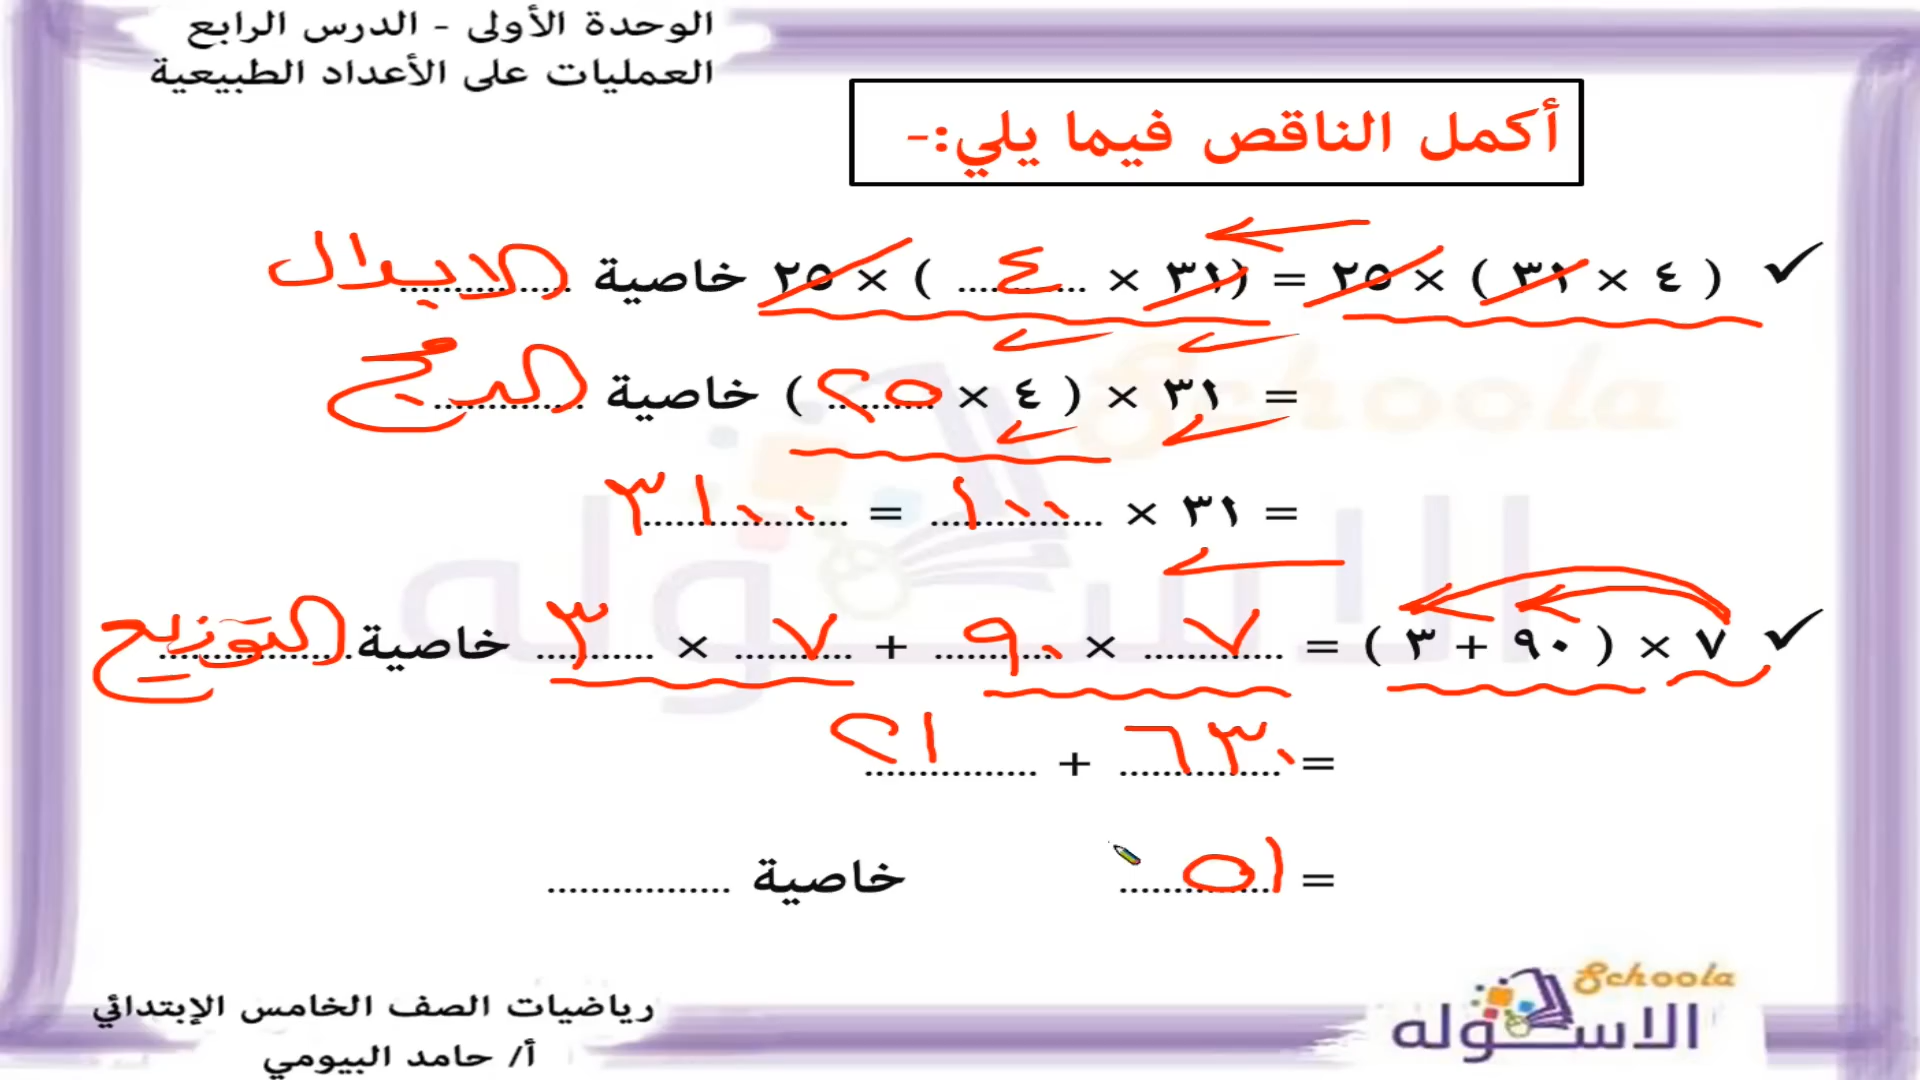 الوحدة الأولى - الدرس الرابع
العمليات على الأعداد الطبيعية
أكمل الناقص فيما يلي:-
✓ ( ٤ × ٣١ ) × ٢٥ = (٣١ × ٤ ) × ٢٥ خاصية الابدال
= ٣١ × ( ٤ × ٢٥ ) خاصية الدمج
= ٣١ × ١٠٠ = ٣١٠٠
✓ ٧ × ( ٩٠ + ٣ ) = ٧ × ٩٠ + ٧ × ٣ خاصية التوزيع
= ٦٣٠ + ٢١
= ٥١ خاصية ................
رياضيات الصف الخامس الإبتدائي
أ/ حامد البيومي
Schoola
الاسكوله